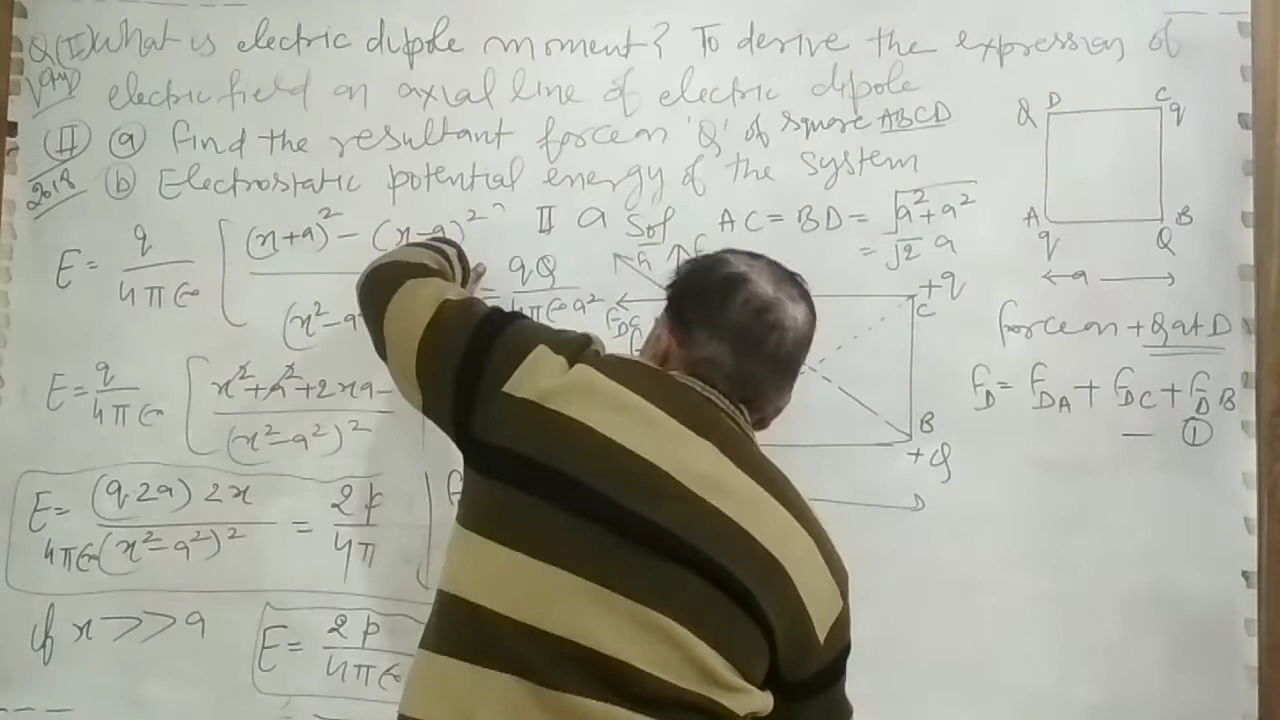 Q(I) What is electric dipole moment? To derive the expression of
electric field on axial line of electric dipole
(II) (a) Find the resultant force on 'Q' of square ABCD
2018 (b) Electrostatic potential energy of the system
D C
Q q
A B
q Q
a
II a Sol AC = BD = √a²+a²
= √2 a
E = q/4πϵ₀ [(x+a)² - (x-a)²
(x²-a
qQ/4πϵ₀a²
F_DC
+q
C
B
+Q
Force on +Q at D
F_D = F_DA + F_DC + F_DB
— ①
E = q/4πϵ₀ [x²+a²+2xa-
(x²-a²)²
E = (q2a) 2x/4πϵ₀(x²-a²)² = 2p/4π
if x >> a
E = 2p/4πϵ₀